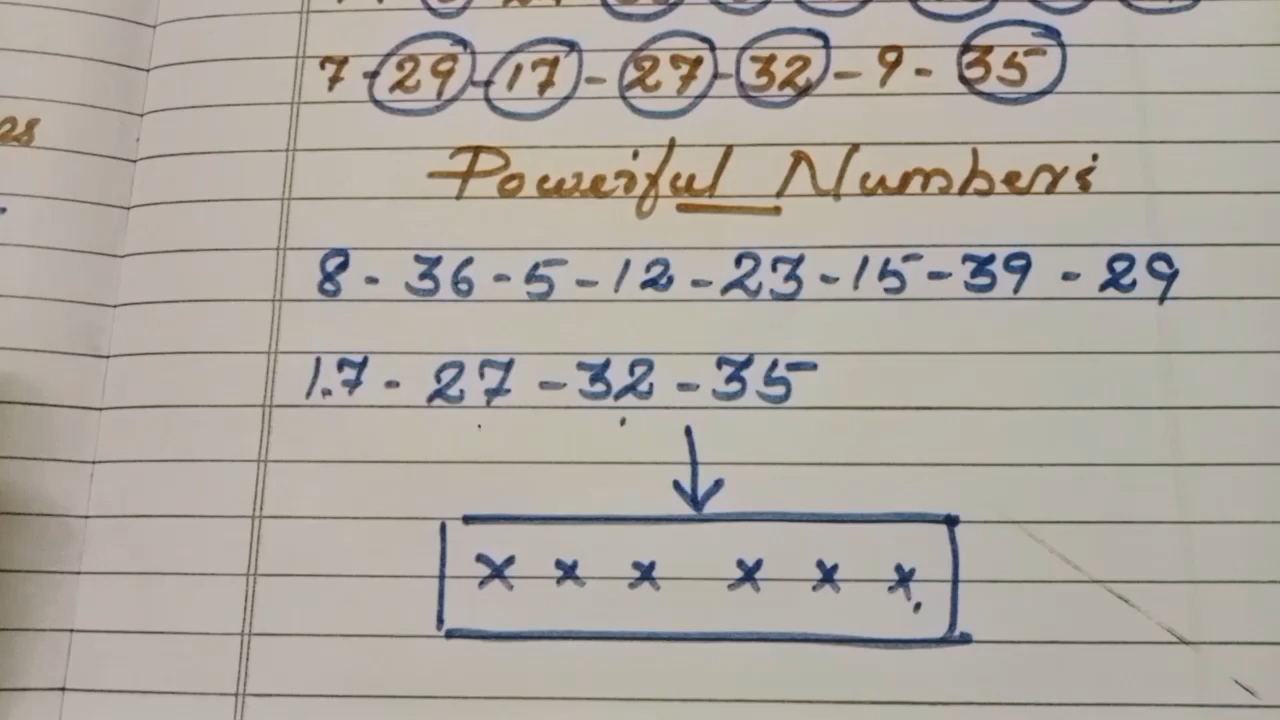 7-29-17-27-32-9-35
Powerful Numbers:
8-36-5-12-23-15-39-29
17-27-32-35
x x x x x x